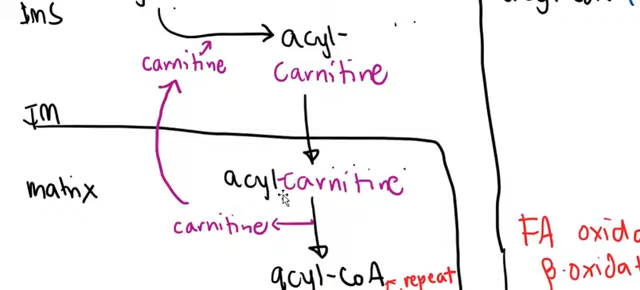 ImS
acyl-
carnitine
Carnitine
IM
acyl-carnitine
matrix
carnitine
FA oxida
β-oxidat
acyl-CoA
repeat